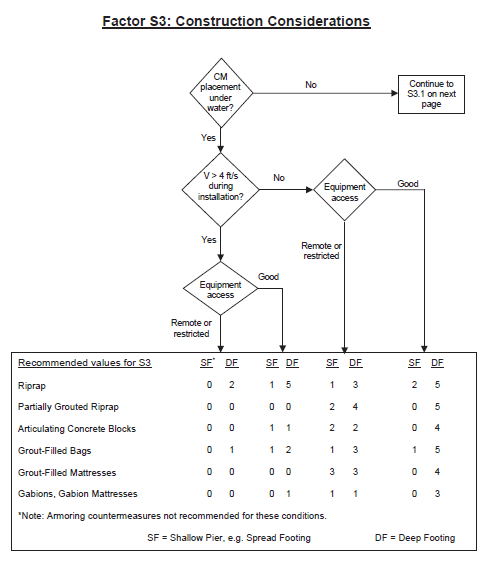 Factor S3: Construction Considerations
CM
placement
under
water?
No
Continue to
S3.1 on next
page
Yes
V > 4 ft/s
during
installation?
No
Equipment
access
Good
Yes
Remote or
restricted
Equipment
access
Good
Remote or
restricted
Recommended values for S3 SF* DF SF DF SF DF SF DF
Riprap 0 2 1 5 1 3 2 5
Partially Grouted Riprap 0 0 0 0 2 4 0 5
Articulating Concrete Blocks 0 0 1 1 2 2 0 4
Grout-Filled Bags 0 1 1 2 1 3 1 5
Grout-Filled Mattresses 0 0 0 0 3 3 0 4
Gabions, Gabion Mattresses 0 0 0 1 1 1 0 3
*Note: Armoring countermeasures not recommended for these conditions.
SF = Shallow Pier, e.g. Spread Footing DF = Deep Footing